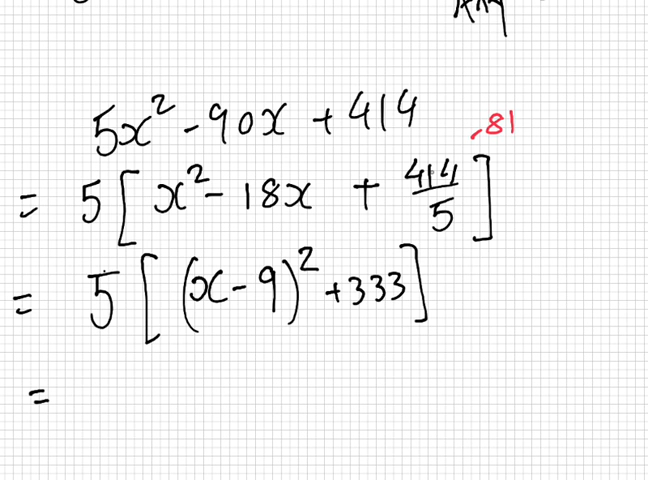 5x² - 90x + 414
-81
= 5[x² - 18x + 414/5]
= 5[(x - 9)² + 333]
=